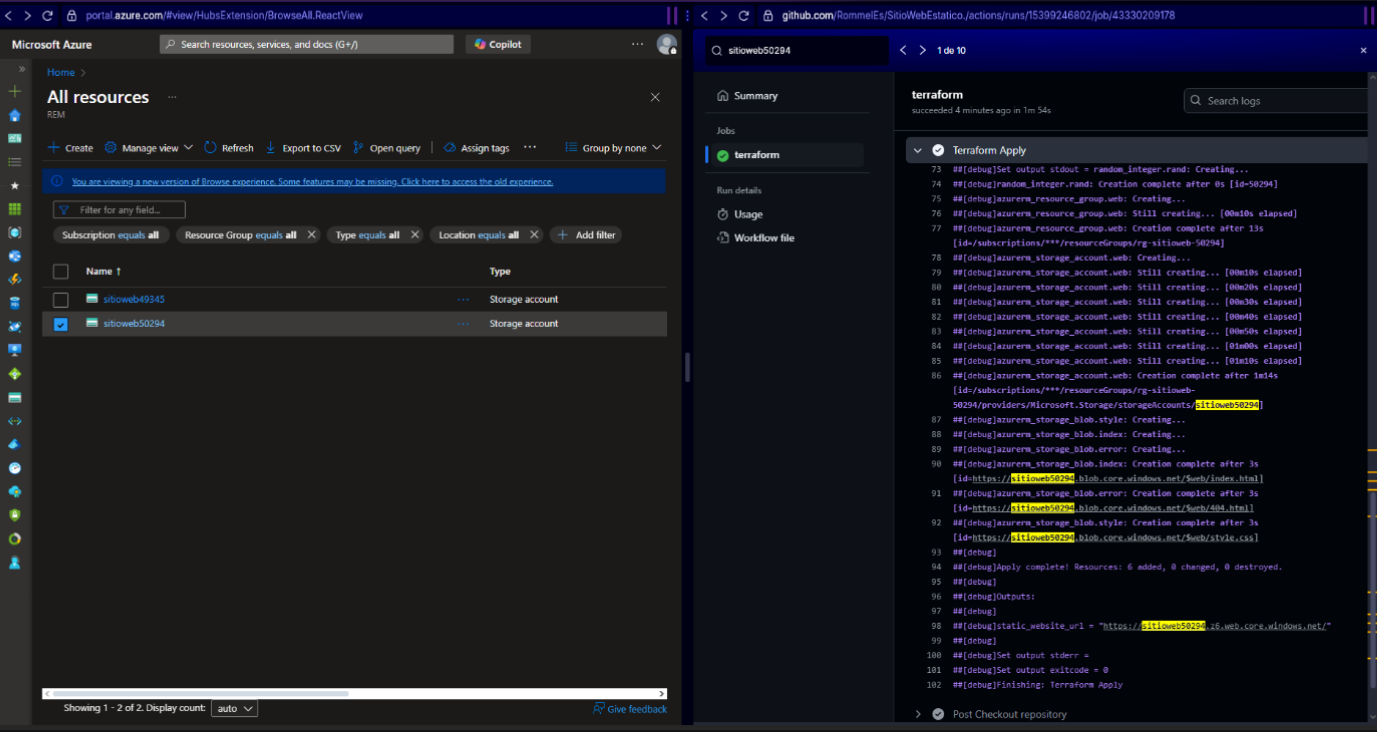 portal.azure.com/#view/HubsExtension/BrowseAll.ReactView
Microsoft Azure
Search resources, services, and docs (G+/)
Copilot
Home
All resources
REM
Create Manage view Refresh Export to CSV Open query Assign tags Group by none
You are viewing a new version of Browse experience. Some features may be missing. Click here to access the old experience.
Filter for any field...
Subscription equals all Resource Group equals all Type equals all Location equals all Add filter
Name ↑ Type
sitioweb49345 ... Storage account
sitioweb50294 ... Storage account
Showing 1 - 2 of 2. Display count: auto
Give feedback
github.com/RommelEs/SitioWebEstatico./actions/runs/15399246802/job/43330209178
sitioweb50294
1 de 10
Summary
Jobs
terraform
Run details
Usage
Workflow file
terraform
succeeded 4 minutes ago in 1m 54s
Search logs
Terraform Apply
73 ##[debug]Set output stdout = random_integer.rand: Creating...
74 ##[debug]random_integer.rand: Creation complete after 0s [id=50294]
75 ##[debug]azurerm_resource_group.web: Creating...
76 ##[debug]azurerm_resource_group.web: Still creating... [00m10s elapsed]
77 ##[debug]azurerm_resource_group.web: Creation complete after 13s
[id=/subscriptions/***/resourceGroups/rg-sitioweb-50294]
78 ##[debug]azurerm_storage_account.web: Creating...
79 ##[debug]azurerm_storage_account.web: Still creating... [00m10s elapsed]
80 ##[debug]azurerm_storage_account.web: Still creating... [00m20s elapsed]
81 ##[debug]azurerm_storage_account.web: Still creating... [00m30s elapsed]
82 ##[debug]azurerm_storage_account.web: Still creating... [00m40s elapsed]
83 ##[debug]azurerm_storage_account.web: Still creating... [00m50s elapsed]
84 ##[debug]azurerm_storage_account.web: Still creating... [01m00s elapsed]
85 ##[debug]azurerm_storage_account.web: Still creating... [01m10s elapsed]
86 ##[debug]azurerm_storage_account.web: Creation complete after 1m14s
[id=/subscriptions/***/resourceGroups/rg-sitioweb-
50294/providers/Microsoft.Storage/storageAccounts/sitioweb50294]
87 ##[debug]azurerm_storage_blob.style: Creating...
88 ##[debug]azurerm_storage_blob.index: Creating...
89 ##[debug]azurerm_storage_blob.error: Creating...
90 ##[debug]azurerm_storage_blob.index: Creation complete after 3s
[id=https://sitioweb50294.blob.core.windows.net/$web/index.html]
91 ##[debug]azurerm_storage_blob.error: Creation complete after 3s
[id=https://sitioweb50294.blob.core.windows.net/$web/404.html]
92 ##[debug]azurerm_storage_blob.style: Creation complete after 3s
[id=https://sitioweb50294.blob.core.windows.net/$web/style.css]
93 ##[debug]
94 ##[debug]Apply complete! Resources: 6 added, 0 changed, 0 destroyed.
95 ##[debug]
96 ##[debug]Outputs:
97 ##[debug]
98 ##[debug]static_website_url = "https://sitioweb50294.z6.web.core.windows.net/"
99 ##[debug]
100 ##[debug]Set output stderr =
101 ##[debug]Set output exitcode = 0
102 ##[debug]Finishing: Terraform Apply
Post Checkout repository